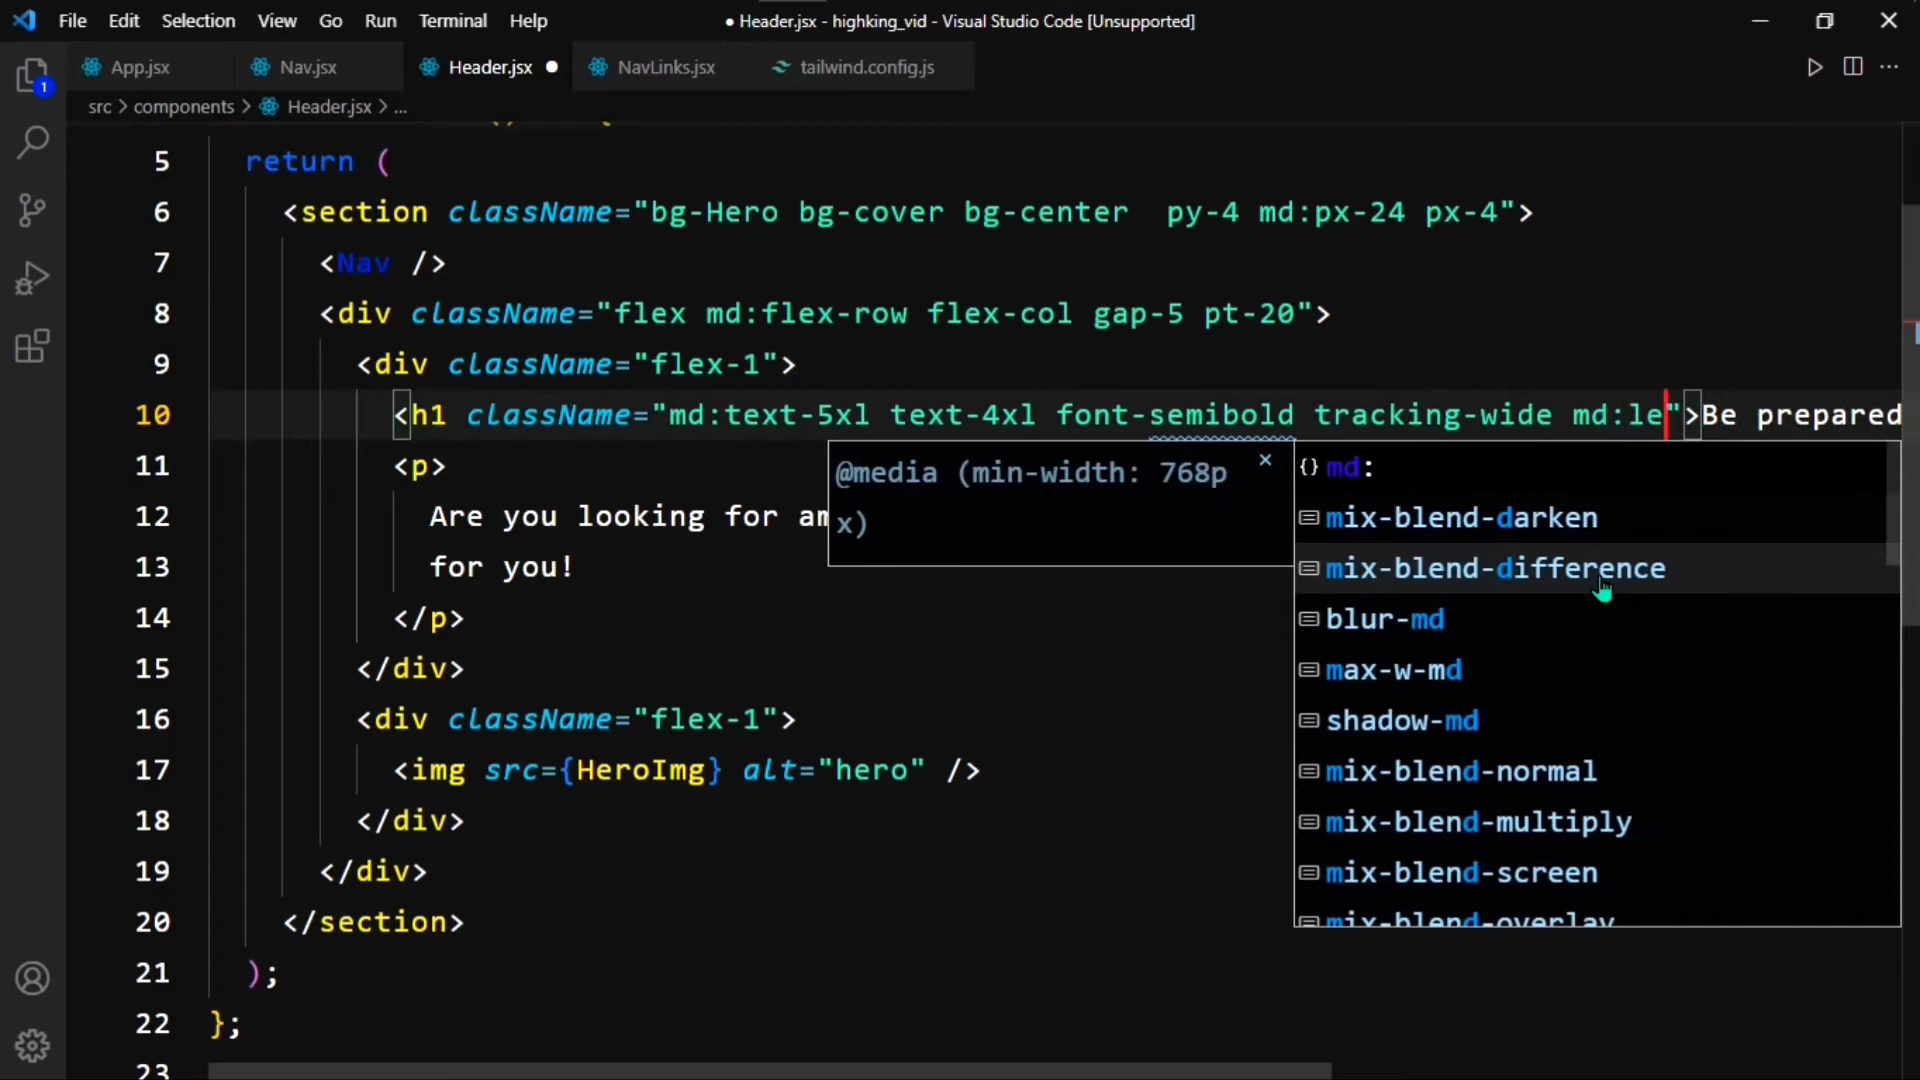 File Edit Selection View Go Run Terminal Help ● Header.jsx - highking_vid - Visual Studio Code [Unsupported]
App.jsx Nav.jsx Header.jsx ● NavLinks.jsx tailwind.config.js
1
src > components > Header.jsx > ...
5 return (
6 <section className="bg-Hero bg-cover bg-center  py-4 md:px-24 px-4">
7 <Nav />
8 <div className="flex md:flex-row flex-col gap-5 pt-20">
9 <div className="flex-1">
10 <h1 className="md:text-5xl text-4xl font-semibold tracking-wide md:le">Be prepared
11 <p>
12 Are you looking for am
13 for you!
14 </p>
15 </div>
16 <div className="flex-1">
17 <img src={HeroImg} alt="hero" />
18 </div>
19 </div>
20 </section>
21 );
22 };
23
@media (min-width: 768p
x)
{} md:
mix-blend-darken
mix-blend-difference
blur-md
max-w-md
shadow-md
mix-blend-normal
mix-blend-multiply
mix-blend-screen
mix-blend-overlay